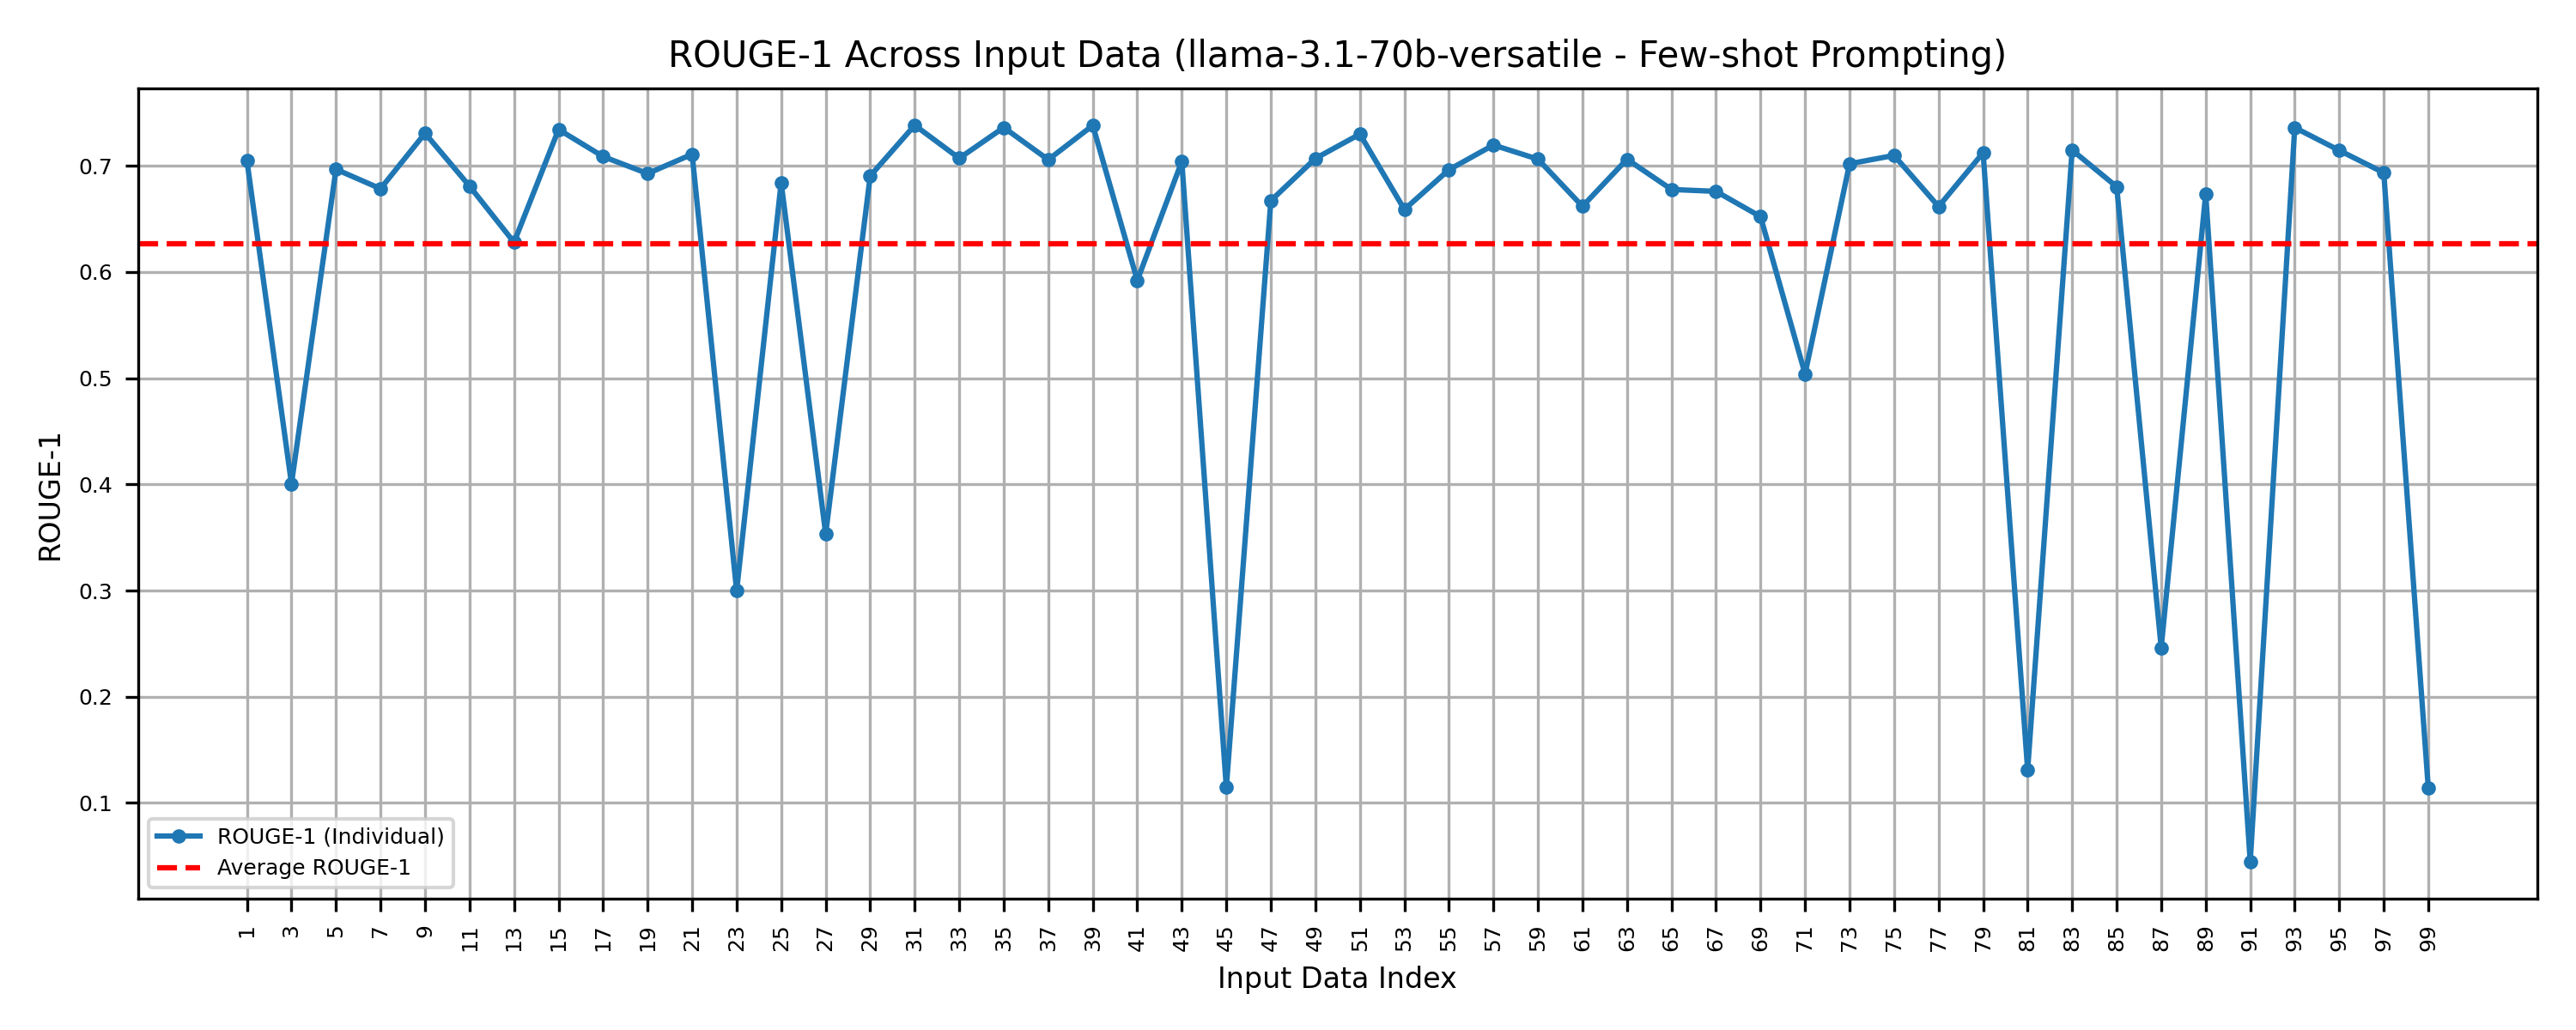 ROUGE-1 Across Input Data (llama-3.1-70b-versatile - Few-shot Prompting)
ROUGE-1
0.7
0.6
0.5
0.4
0.3
0.2
0.1
ROUGE-1 (Individual)
Average ROUGE-1
1 3 5 7 9 11 13 15 17 19 21 23 25 27 29 31 33 35 37 39 41 43 45 47 49 51 53 55 57 59 61 63 65 67 69 71 73 75 77 79 81 83 85 87 89 91 93 95 97 99
Input Data Index